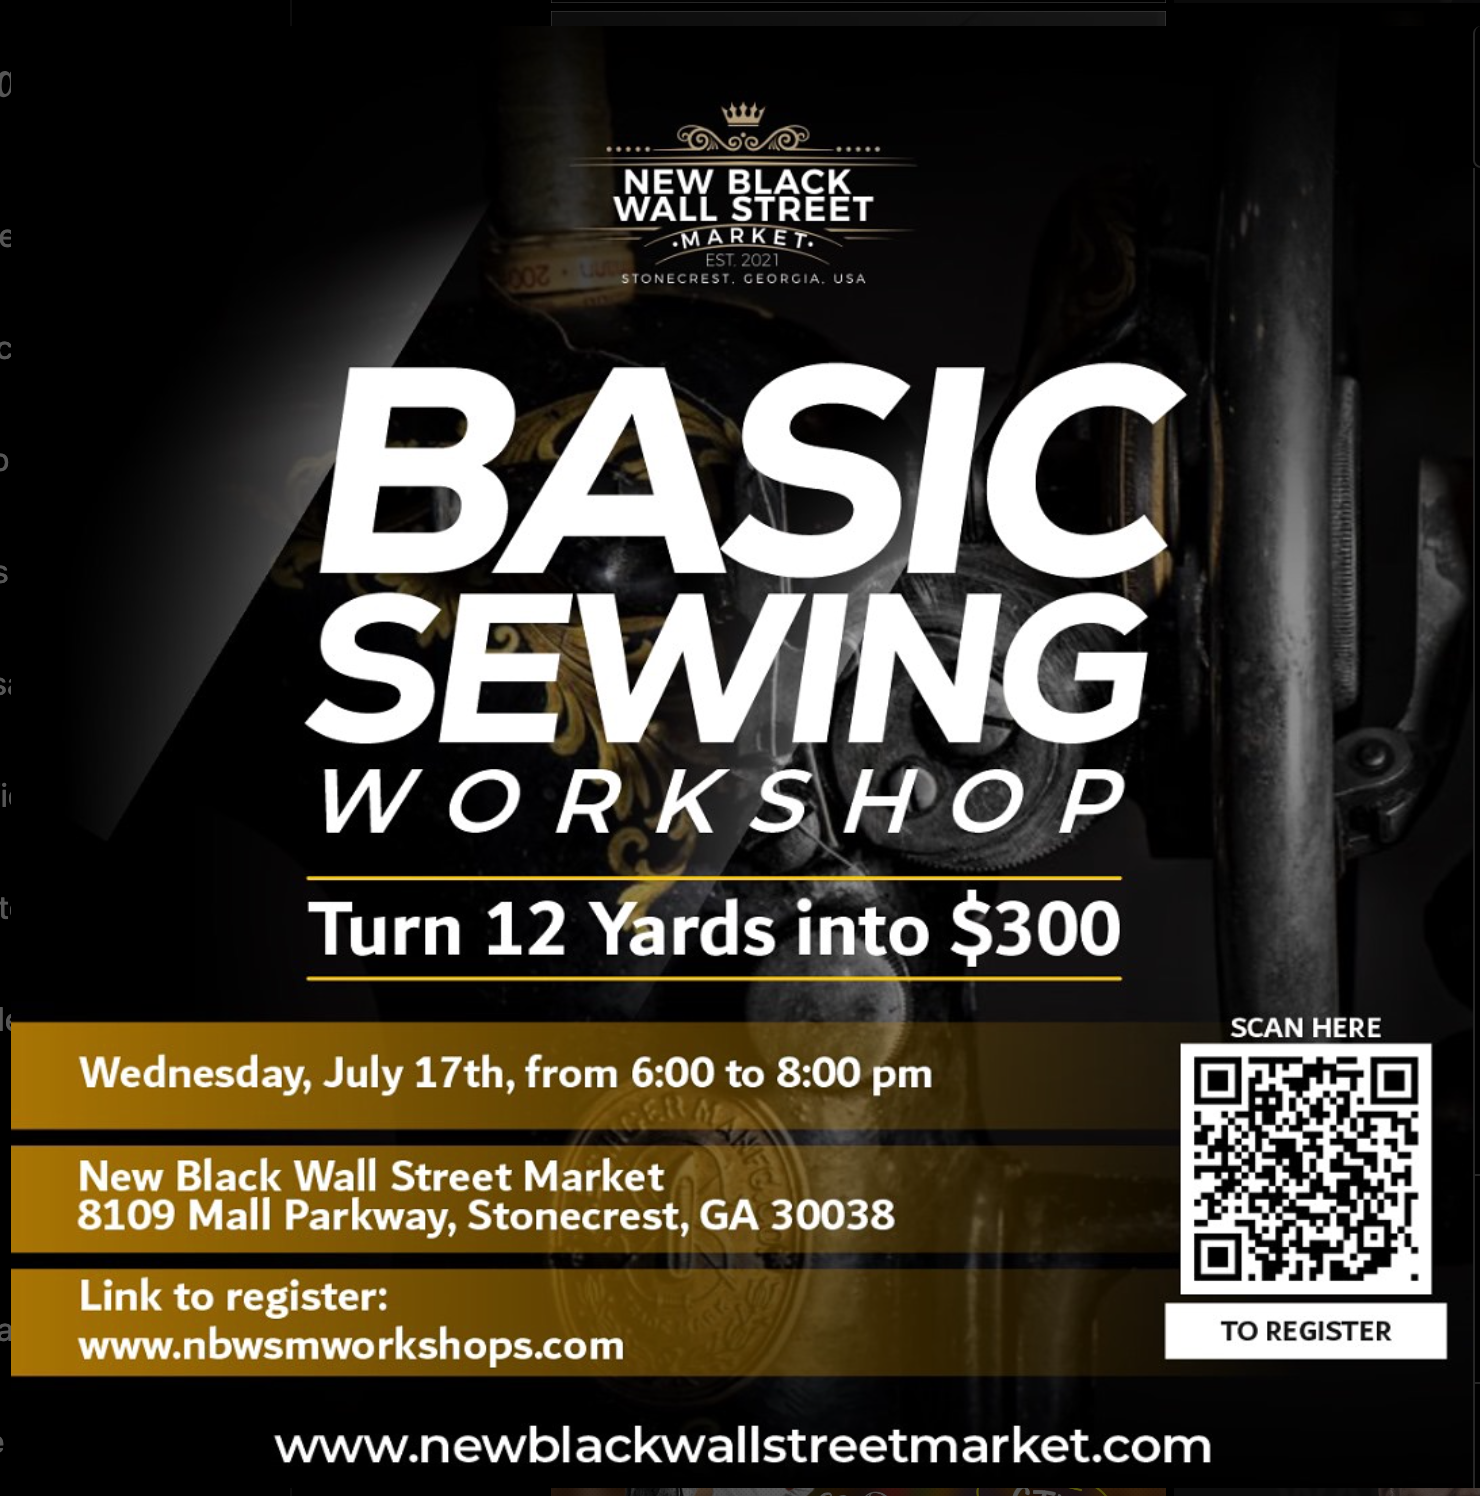 NEW BLACK
WALL STREET
·MARKET·
EST. 2021
STONECREST, GEORGIA, USA
BASIC
SEWING
WORKSHOP
Turn 12 Yards into $300
SCAN HERE
Wednesday, July 17th, from 6:00 to 8:00 pm
New Black Wall Street Market
8109 Mall Parkway, Stonecrest, GA 30038
Link to register:
www.nbwsmworkshops.com
TO REGISTER
www.newblackwallstreetmarket.com